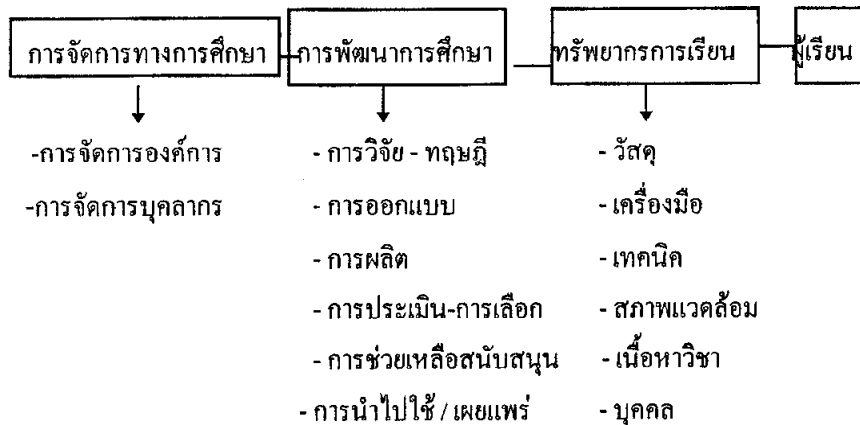 การจัดการทางการศึกษา การพัฒนาการศึกษา ทรัพยากรการเรียน ผู้เรียน
-การจัดการองค์การ - การวิจัย - ทฤษฎี - วัสดุ
-การจัดการบุคลากร - การออกแบบ - เครื่องมือ
- การผลิต - เทคนิค
- การประเมิน-การเลือก - สภาพแวดล้อม
- การช่วยเหลือสนับสนุน - เนื้อหาวิชา
- การนำไปใช้ / เผยแพร่ - บุคคล